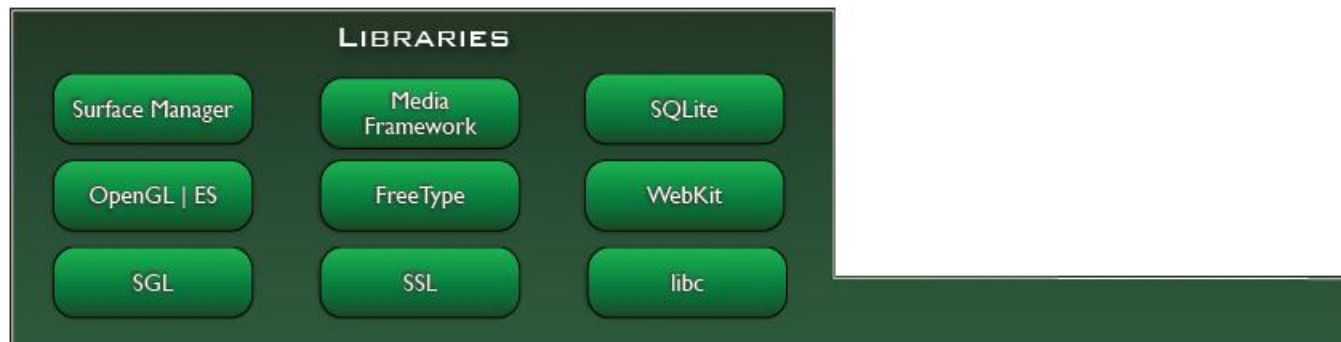 LIBRARIES
Surface Manager
Media
Framework
SQLite
OpenGL | ES
FreeType
WebKit
SGL
SSL
libc